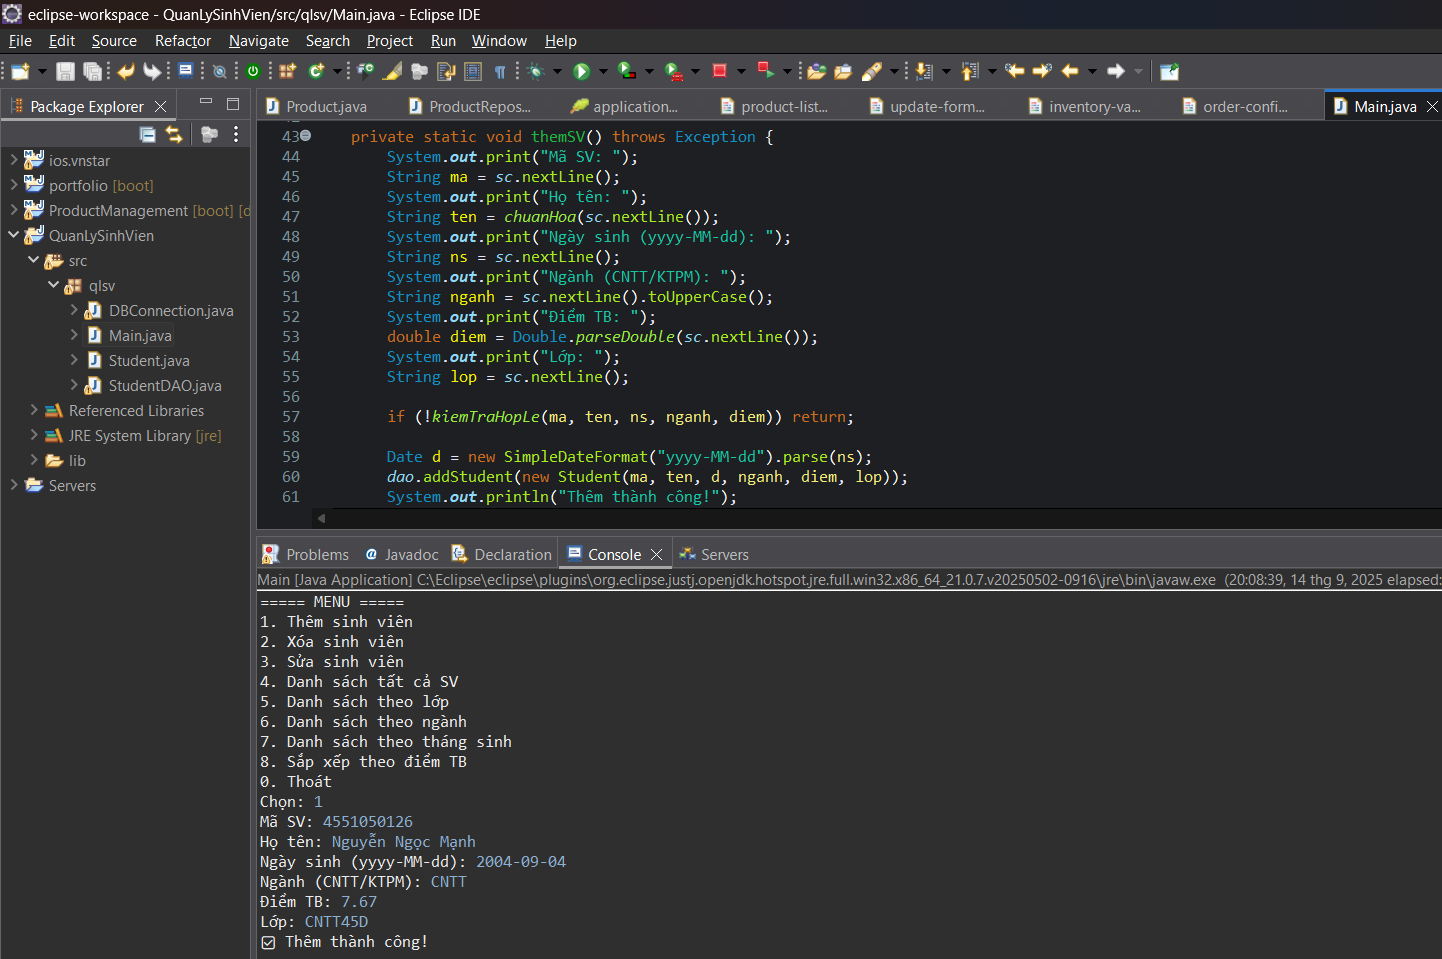 eclipse-workspace - QuanLySinhVien/src/qlsv/Main.java - Eclipse IDE
File Edit Source Refactor Navigate Search Project Run Window Help
Package Explorer
ios.vnstar
portfolio [boot]
ProductManagement [boot] [d
QuanLySinhVien
src
qlsv
DBConnection.java
Main.java
Student.java
StudentDAO.java
Referenced Libraries
JRE System Library [jre]
lib
Servers
Product.java ProductRepos... application... product-list... update-form... inventory-va... order-confi... Main.java
43 private static void themSV() throws Exception {
44 System.out.print("Mã SV: ");
45 String ma = sc.nextLine();
46 System.out.print("Họ tên: ");
47 String ten = chuanHoa(sc.nextLine());
48 System.out.print("Ngày sinh (yyyy-MM-dd): ");
49 String ns = sc.nextLine();
50 System.out.print("Ngành (CNTT/KTPM): ");
51 String nganh = sc.nextLine().toUpperCase();
52 System.out.print("Điểm TB: ");
53 double diem = Double.parseDouble(sc.nextLine());
54 System.out.print("Lớp: ");
55 String lop = sc.nextLine();
56
57 if (!kiemTraHopLe(ma, ten, ns, nganh, diem)) return;
58
59 Date d = new SimpleDateFormat("yyyy-MM-dd").parse(ns);
60 dao.addStudent(new Student(ma, ten, d, nganh, diem, lop));
61 System.out.println("Thêm thành công!");
Problems Javadoc Declaration Console Servers
Main [Java Application] C:\Eclipse\eclipse\plugins\org.eclipse.justj.openjdk.hotspot.jre.full.win32.x86_64_21.0.7.v20250502-0916\jre\bin\javaw.exe (20:08:39, 14 thg 9, 2025 elapsed:
===== MENU =====
1. Thêm sinh viên
2. Xóa sinh viên
3. Sửa sinh viên
4. Danh sách tất cả SV
5. Danh sách theo lớp
6. Danh sách theo ngành
7. Danh sách theo tháng sinh
8. Sắp xếp theo điểm TB
0. Thoát
Chọn: 1
Mã SV: 4551050126
Họ tên: Nguyễn Ngọc Mạnh
Ngày sinh (yyyy-MM-dd): 2004-09-04
Ngành (CNTT/KTPM): CNTT
Điểm TB: 7.67
Lớp: CNTT45D
☑ Thêm thành công!